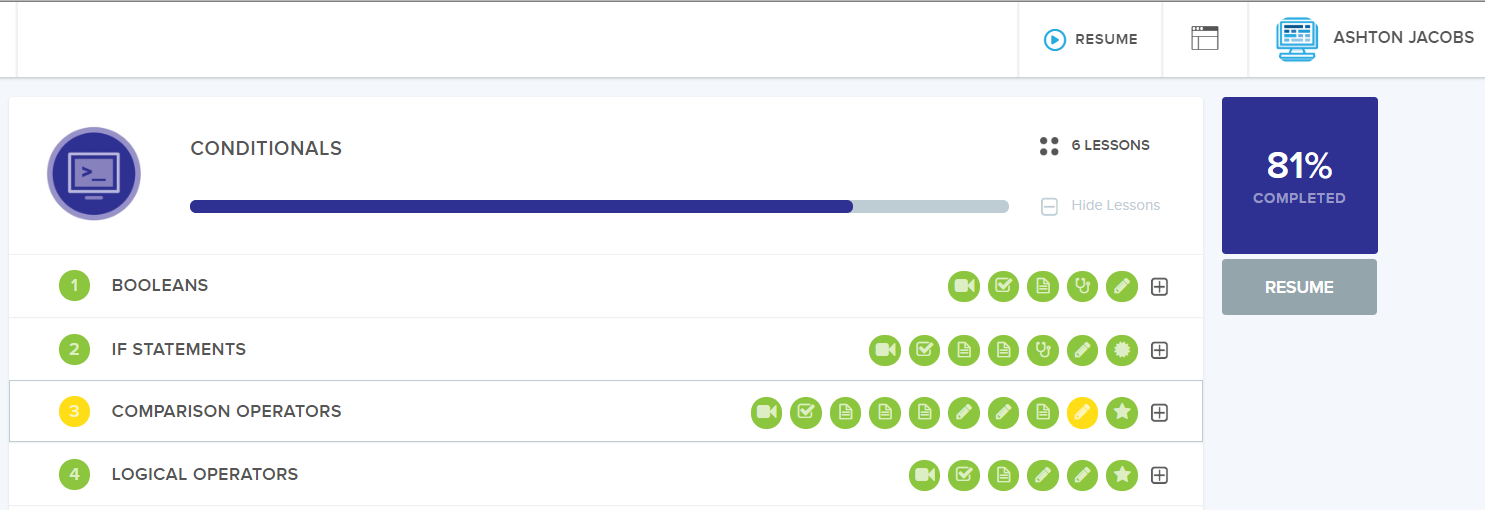 RESUME
ASHTON JACOBS
CONDITIONALS
6 LESSONS
Hide Lessons
81%
COMPLETED
RESUME
1 BOOLEANS
2 IF STATEMENTS
3 COMPARISON OPERATORS
4 LOGICAL OPERATORS